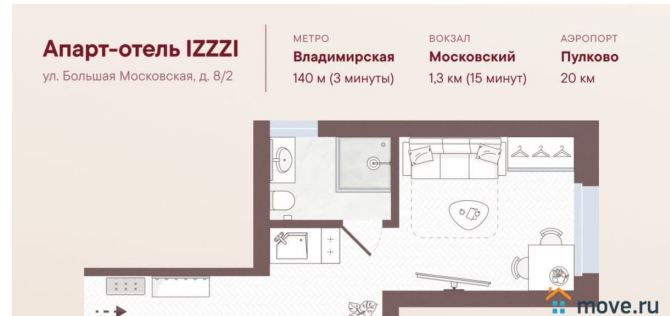 Апарт-отель IZZZI
ул. Большая Московская, д. 8/2
МЕТРО
Владимирская
140 м (3 минуты)
ВОКЗАЛ
Московский
1,3 км (15 минут)
АЭРОПОРТ
Пулково
20 км
move.ru